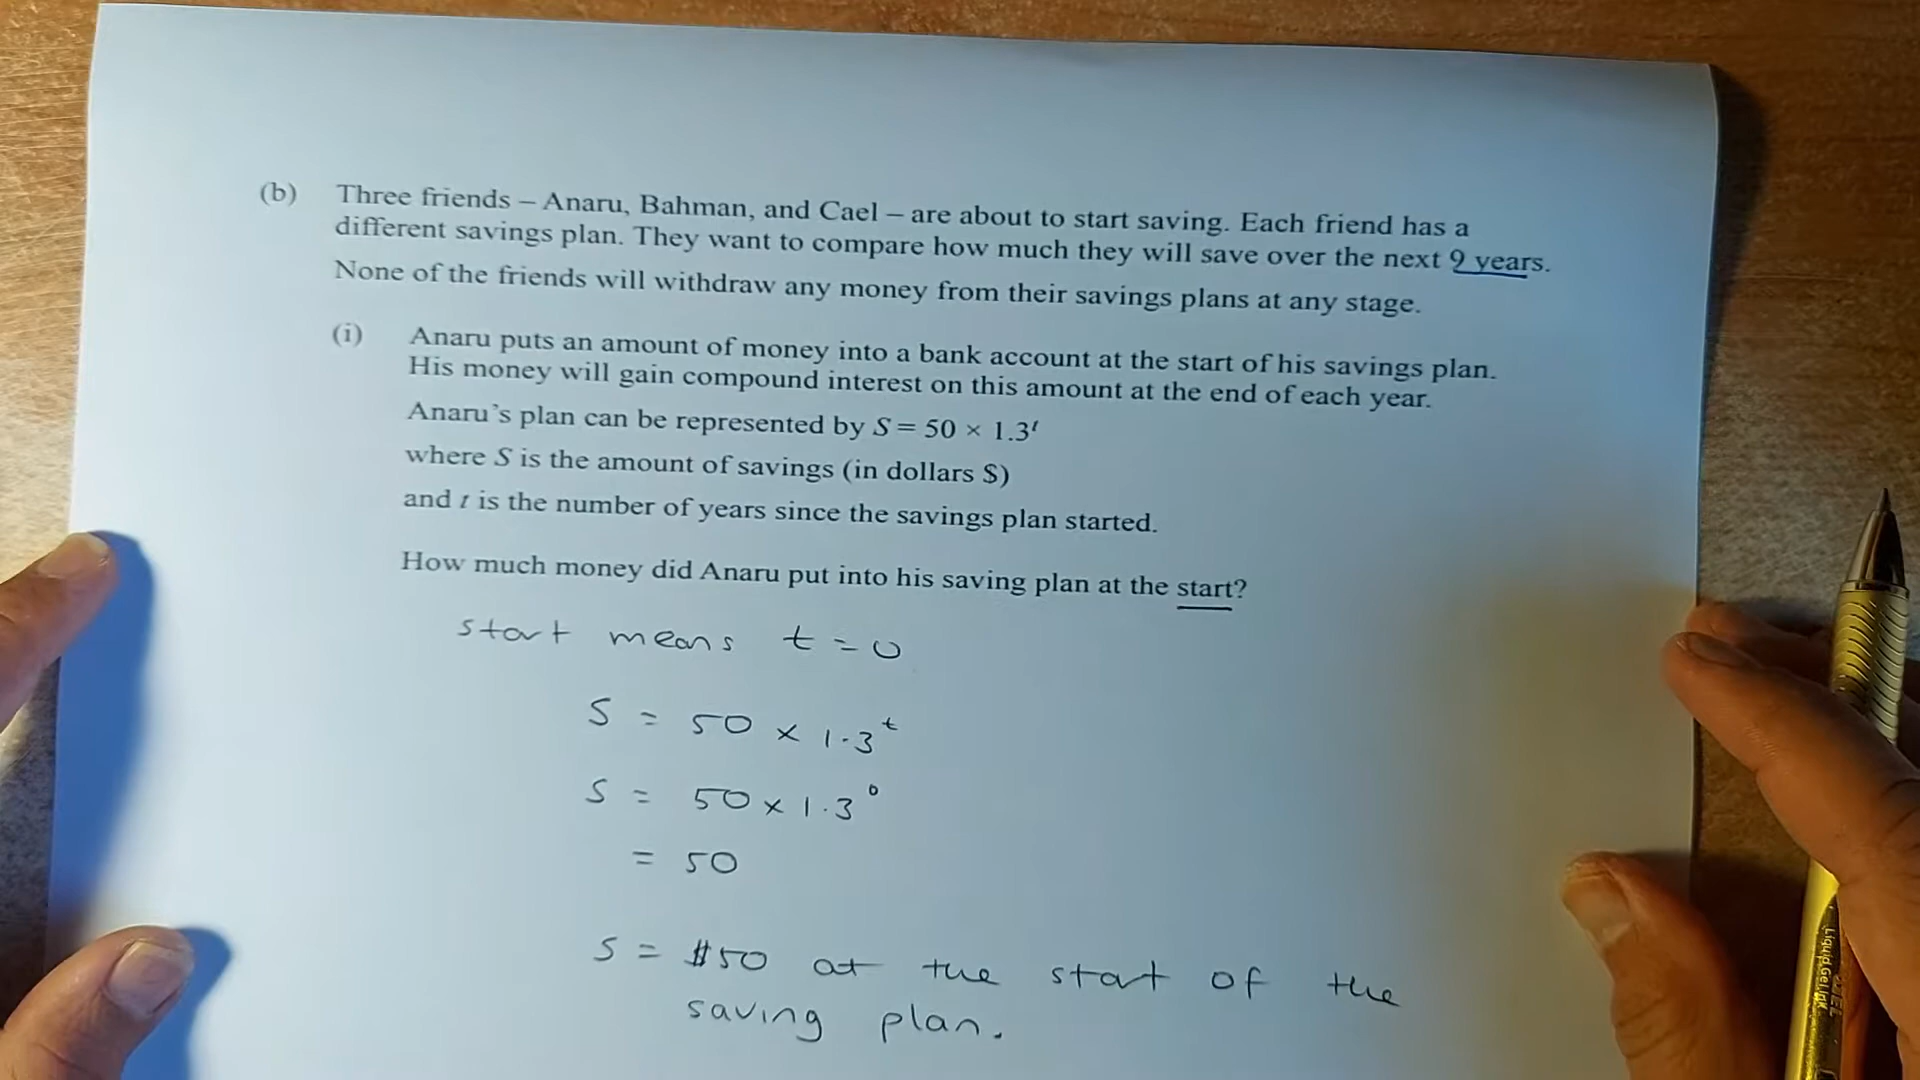 (b) Three friends – Anaru, Bahman, and Cael – are about to start saving. Each friend has a
different savings plan. They want to compare how much they will save over the next 9 years.
None of the friends will withdraw any money from their savings plans at any stage.
(i) Anaru puts an amount of money into a bank account at the start of his savings plan.
His money will gain compound interest on this amount at the end of each year.
Anaru's plan can be represented by S = 50 × 1.3ᵗ
where S is the amount of savings (in dollars $)
and t is the number of years since the savings plan started.
How much money did Anaru put into his saving plan at the start?
start means t = 0
S = 50 × 1.3ᵗ
S = 50 × 1.3⁰
= 50
S = $50 at the start of the
saving plan.